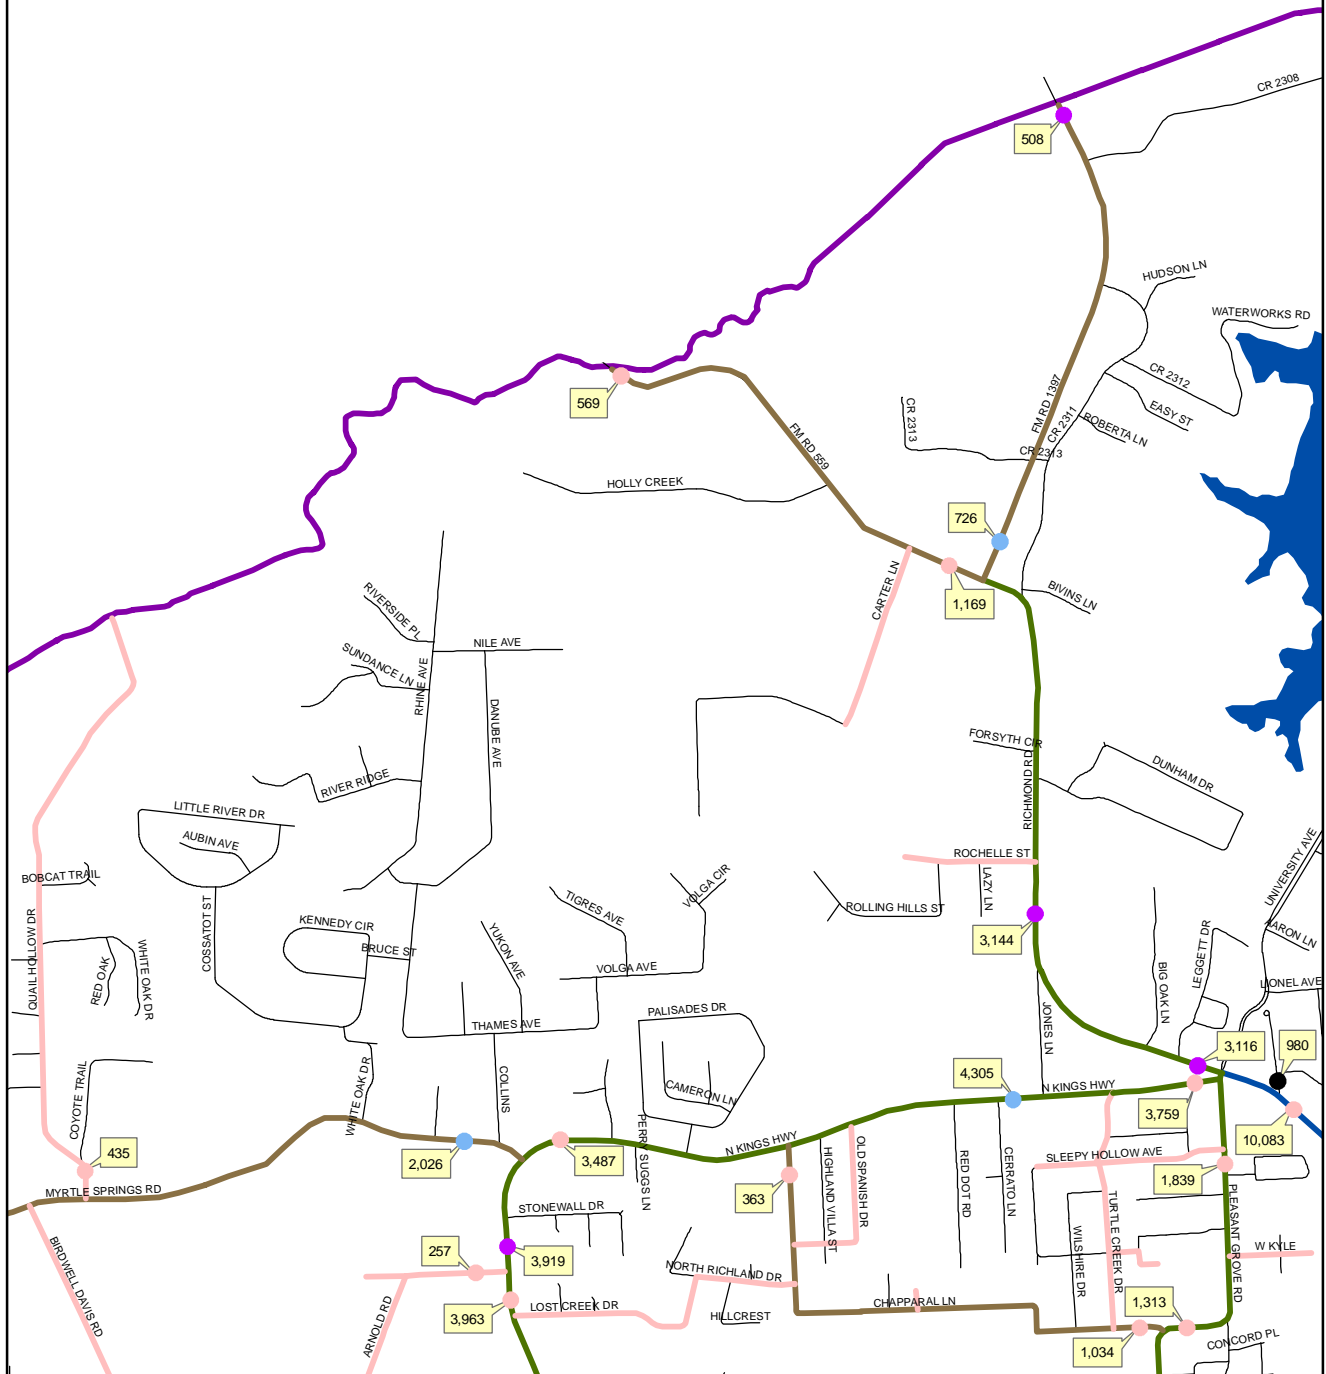 CR 2308
508
HUDSON LN
WATERWORKS RD
CR 2312
FM RD 1397
569
CR 2313
EASY ST
CR 2311
ROBERTA LN
FM RD 559
CR 2313
HOLLY CREEK
726
1,169
BIVINS LN
CARTER LN
RIVERSIDE PL
NILE AVE
SUNDANCE LN
RHINE AVE
DANUBE AVE
FORSYTH CIR
RICHMOND RD
DUNHAM DR
RIVER RIDGE
LITTLE RIVER DR
AUBIN AVE
UNIVERSITY AVE
ROCHELLE ST
LAZY LN
BOBCAT TRAIL
VOLGA CIR
TIGRES AVE
ROLLING HILLS ST
QUAIL HOLLOW DR
COSSATOT ST
KENNEDY CIR
BRUCE ST
YUKON AVE
3,144
LEGGETT DR
AARON LN
RED OAK
WHITE OAK DR
VOLGA AVE
BIG OAK LN
LIONEL AVE
THAMES AVE
PALISADES DR
JONES LN
3,116
980
COYOTE TRAIL
WHITE OAK DR
COLLINS
CAMERON LN
4,305
N KINGS HWY
3,759
10,083
435
2,026
3,487
PERRY SUGGS LN
N KINGS HWY
SLEEPY HOLLOW AVE
1,839
MYRTLE SPRINGS RD
363
HIGHLAND VILLA ST
OLD SPANISH DR
RED DOT RD
CERRATO LN
STONEWALL DR
TURTLE CREEK DR
PLEASANT GROVE RD
BIRDWELL DAVIS RD
257
3,919
WILSHIRE DR
W KYLE
NORTH RICHLAND DR
ARNOLD RD
3,963
LOST CREEK DR
HILLCREST
CHAPPARAL LN
1,313
1,034
CONCORD PL